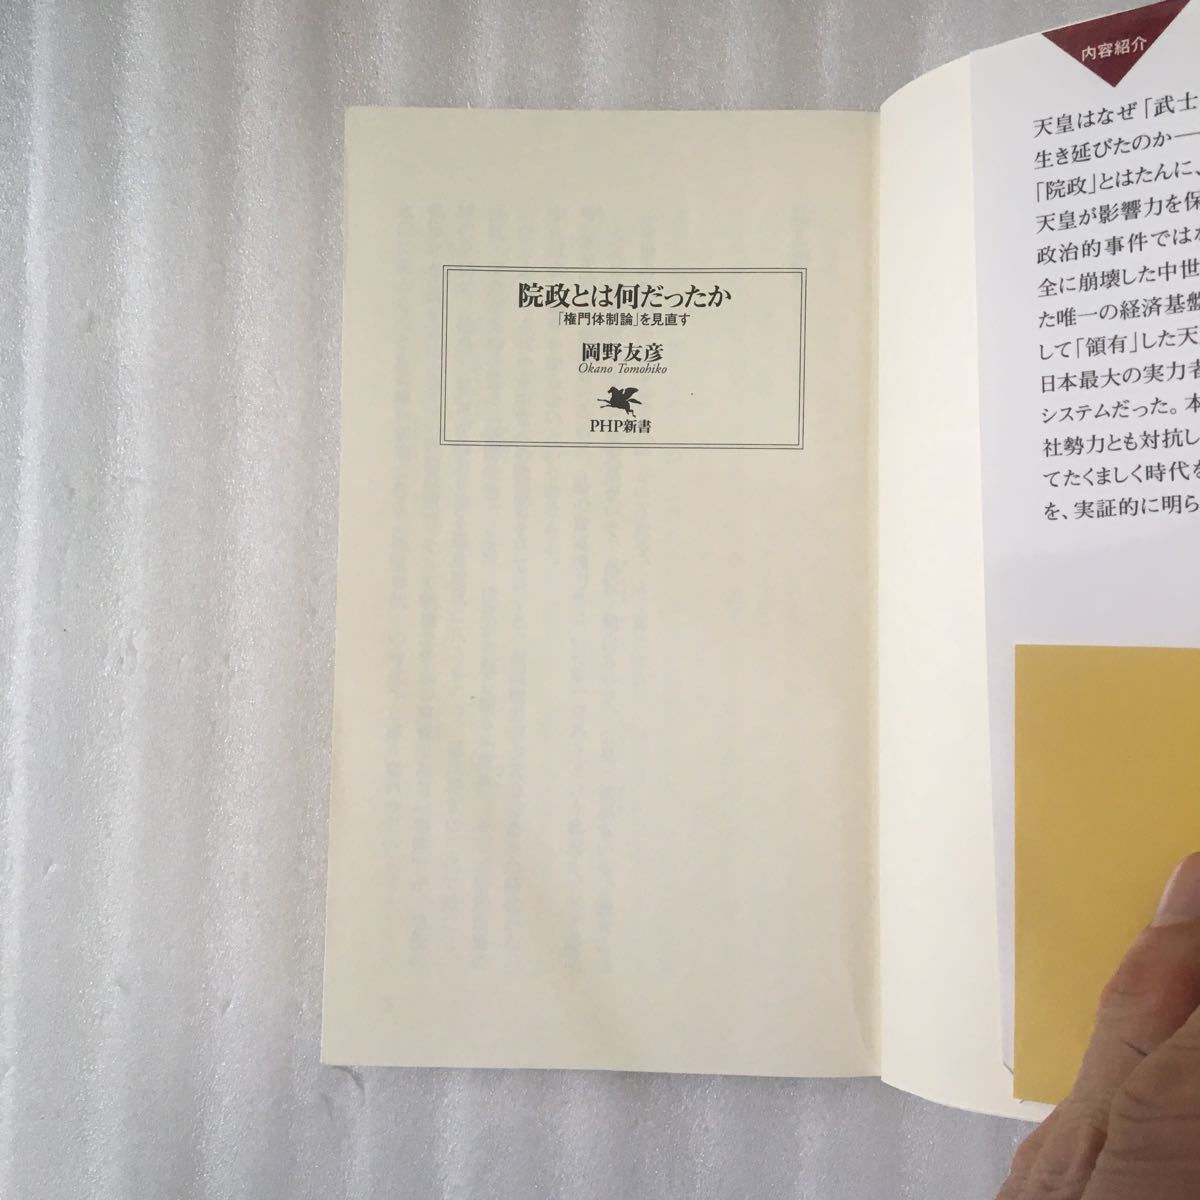 院政とは何だったか
「権門体制論」を見直す
岡野友彦
Okano Tomohiko
PHP新書
内容紹介
天皇はなぜ「武士
生き延びたのか―
「院政」とはたんに、
天皇が影響力を保
政治的事件ではな
全に崩壊した中世
た唯一の経済基盤
して「領有」した天
日本最大の実力者
システムだった。本
社勢力とも対抗し
てたくましく時代を
を、実証的に明ら